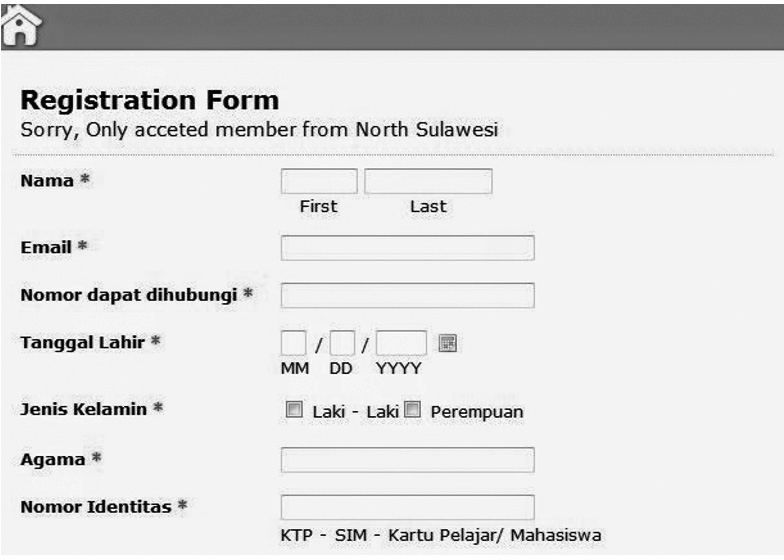 Registration Form
Sorry, Only acceted member from North Sulawesi
Nama *
First Last
Email *
Nomor dapat dihubungi *
Tanggal Lahir * / /
MM DD YYYY
Jenis Kelamin * Laki - Laki Perempuan
Agama *
Nomor Identitas *
KTP - SIM - Kartu Pelajar/ Mahasiswa